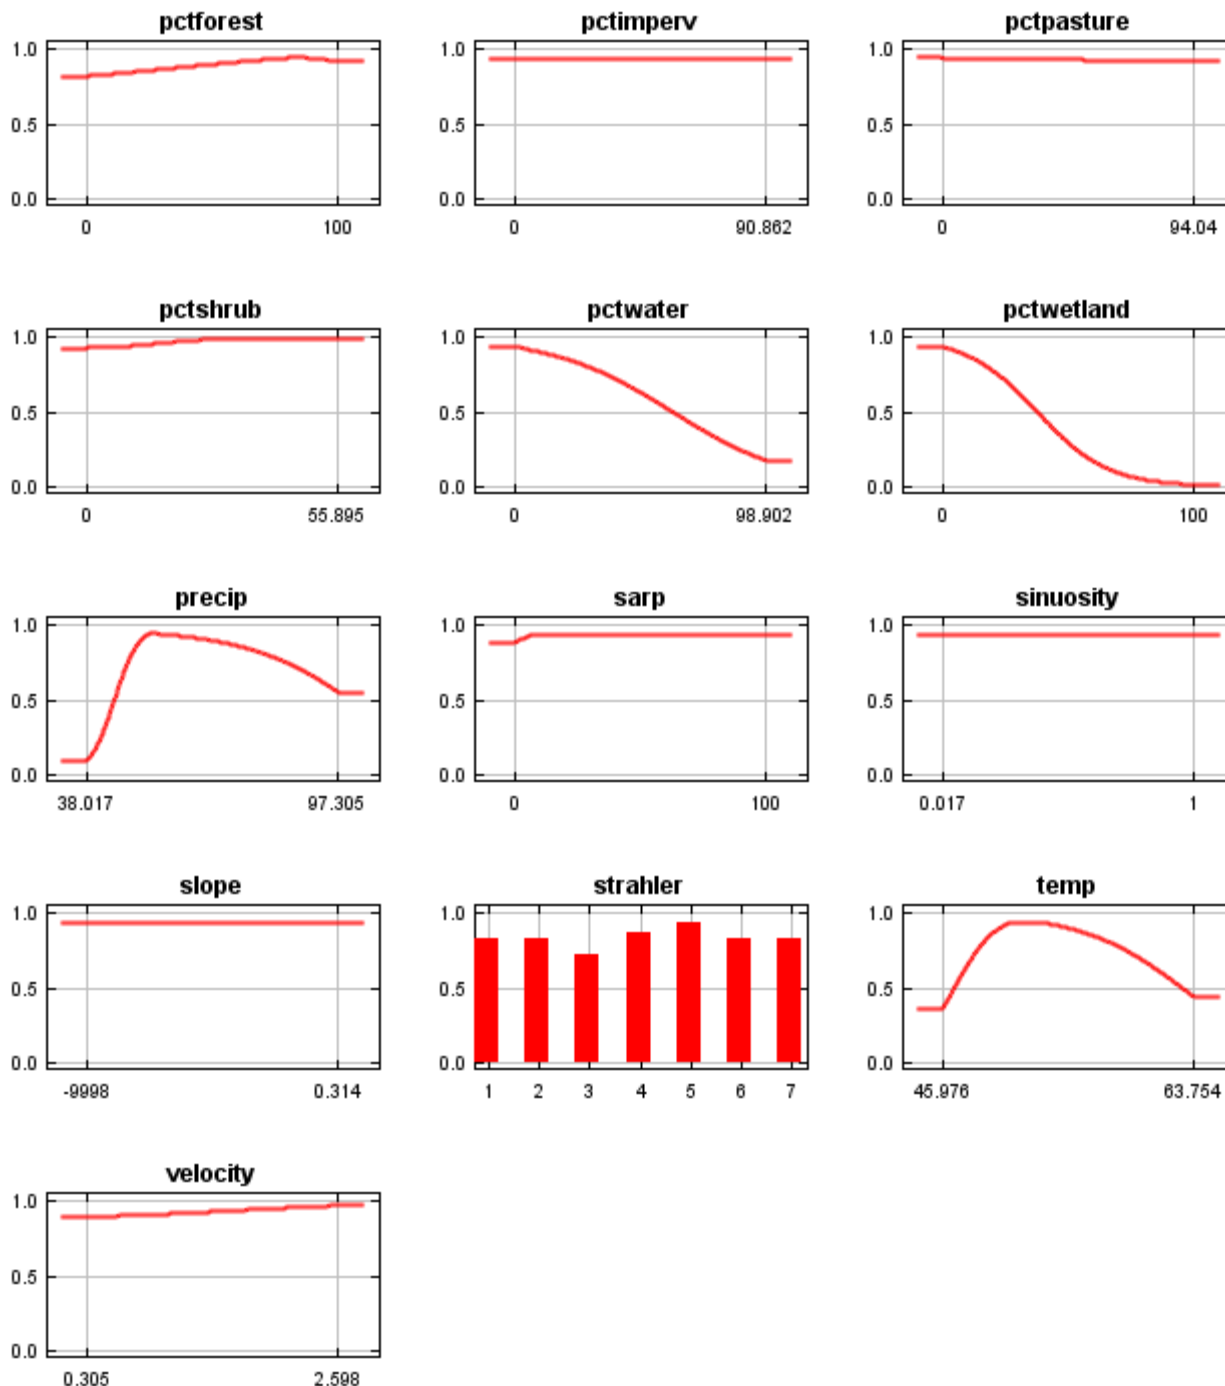 pctforest pctimperv pctpasture
1.0 1.0 1.0
0.5 0.5 0.5
0.0 0.0 0.0
0 100 0 90.862 0 94.04
pctshrub pctwater pctwetland
1.0 1.0 1.0
0.5 0.5 0.5
0.0 0.0 0.0
0 55.895 0 98.902 0 100
precip sarp sinuosity
1.0 1.0 1.0
0.5 0.5 0.5
0.0 0.0 0.0
38.017 97.305 0 100 0.017 1
slope strahler temp
1.0 1.0 1.0
0.5 0.5 0.5
0.0 0.0 0.0
-9998 0.314 1 2 3 4 5 6 7 45.976 63.754
velocity
1.0
0.5
0.0
0.305 2.598